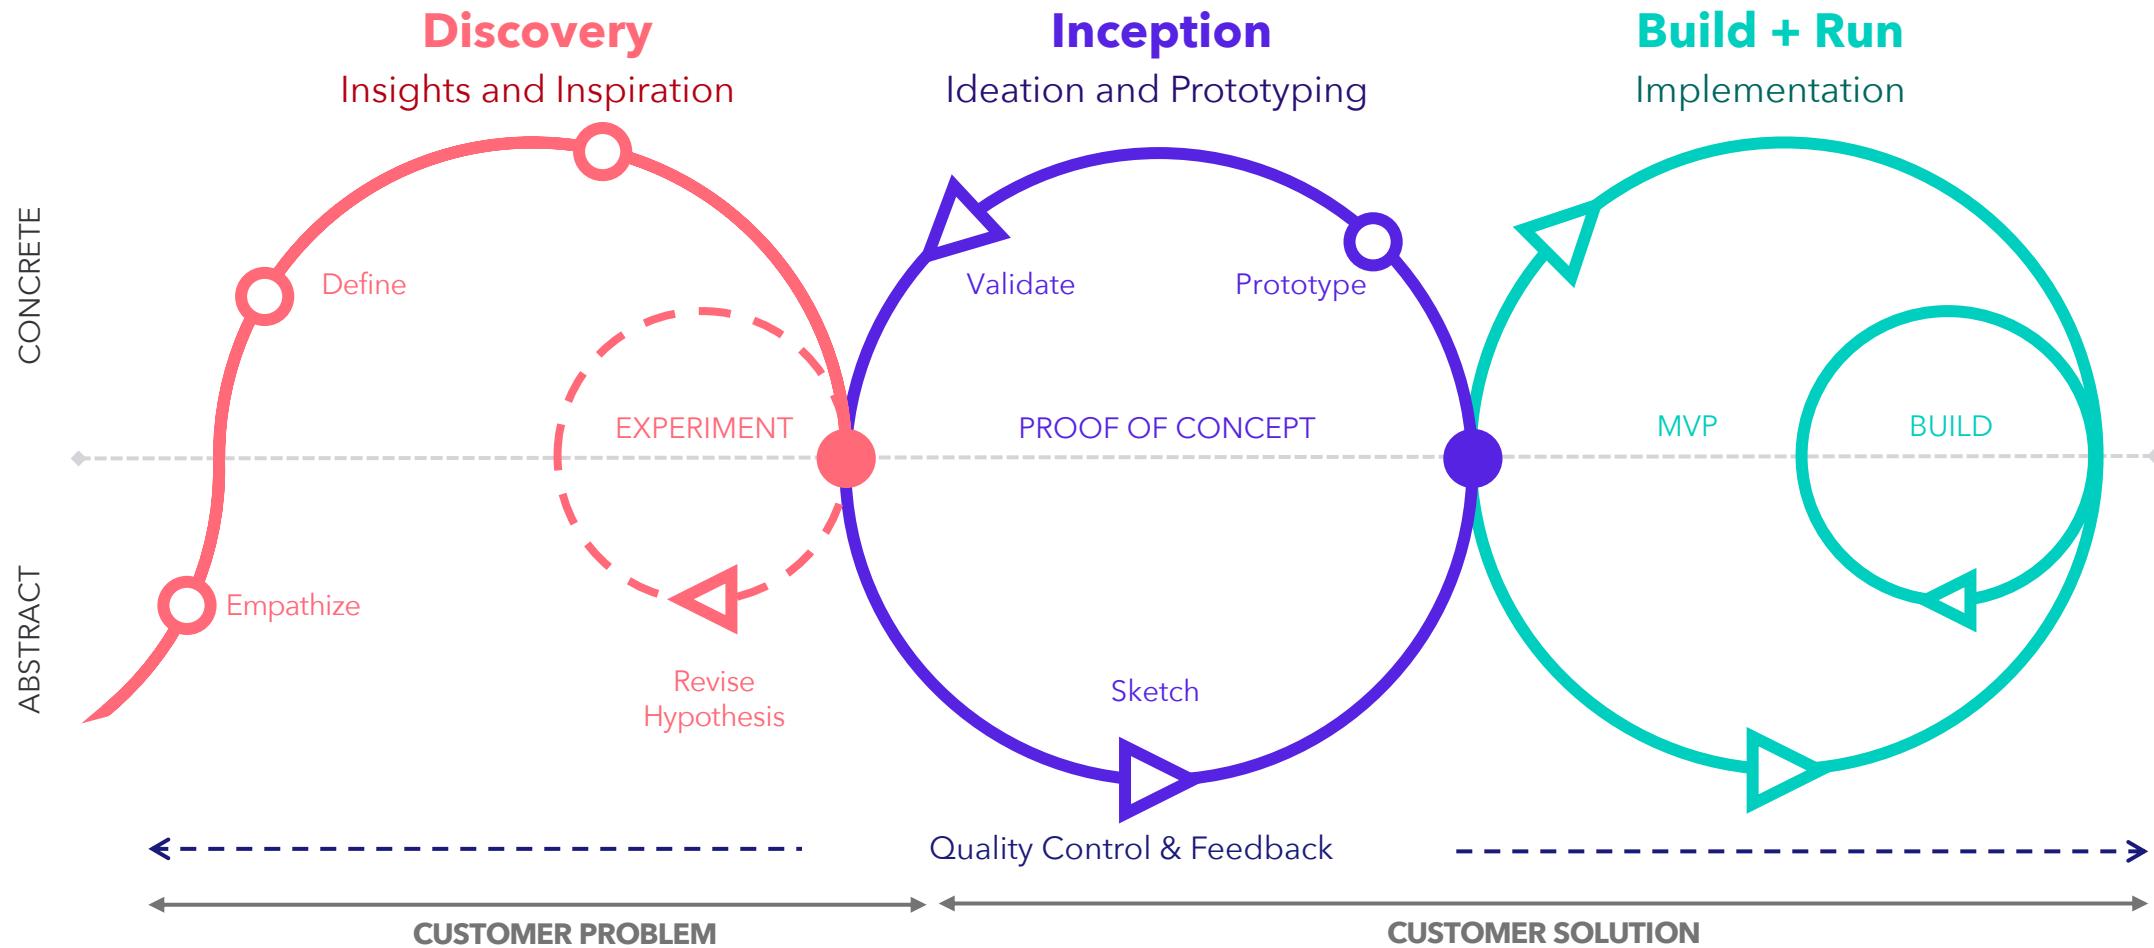 Discovery
Insights and Inspiration
Inception
Ideation and Prototyping
Build + Run
Implementation
CONCRETE
ABSTRACT
Define
Empathize
EXPERIMENT
Revise
Hypothesis
Validate
Prototype
PROOF OF CONCEPT
Sketch
MVP
BUILD
Quality Control & Feedback
CUSTOMER PROBLEM
CUSTOMER SOLUTION